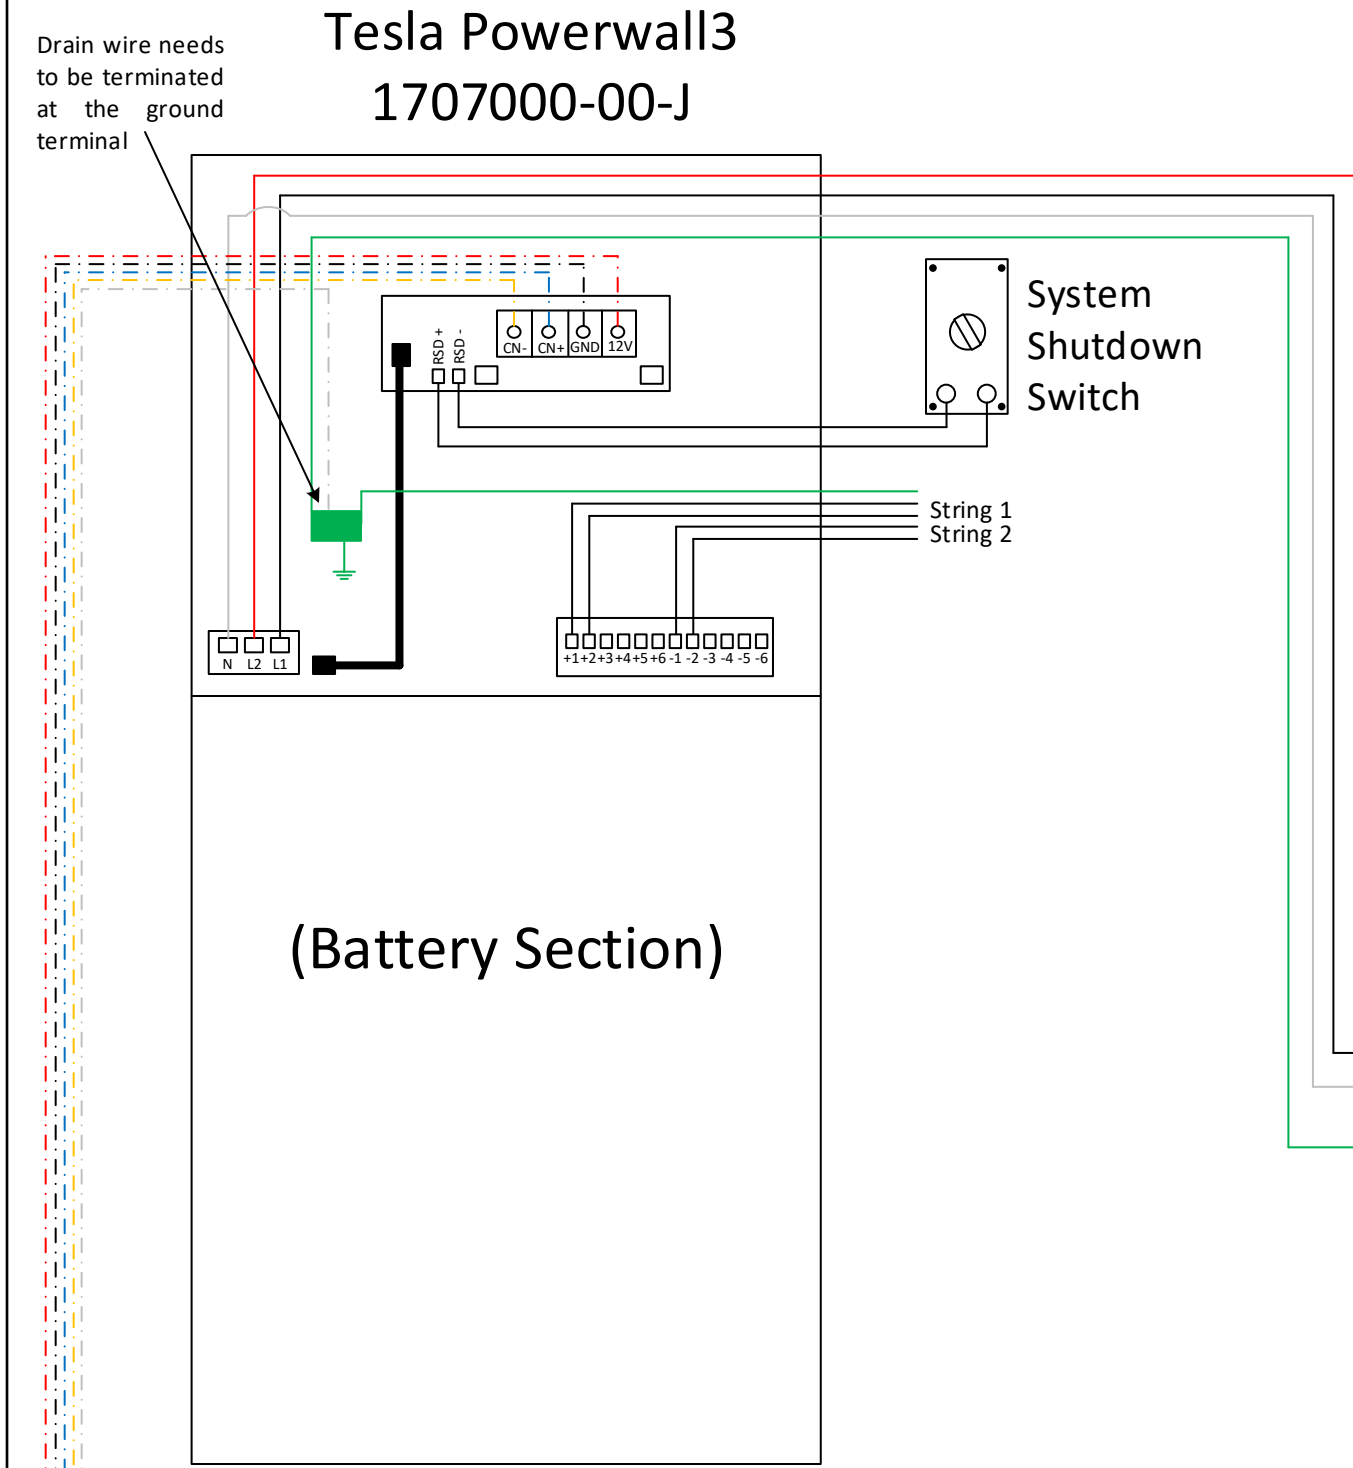 Tesla Powerwall3
1707000-00-J
Drain wire needs
to be terminated
at the ground
terminal
System
Shutdown
Switch
RSD +
RSD -
CN- CN+ GND 12V
String 1
String 2
N L2 L1
+1 +2 +3 +4 +5 +6 -1 -2 -3 -4 -5 -6
(Battery Section)